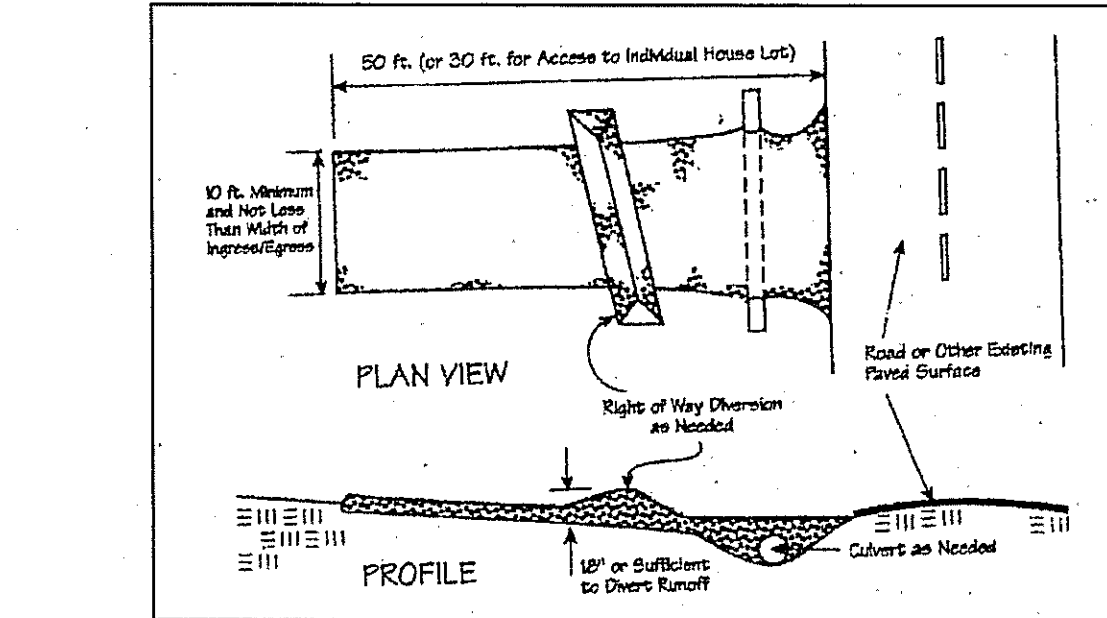 50 ft. (or 30 ft. for Access to Individual House Lot)
10 ft. Minimum
and Not Less
Than Width of
Ingress/Egress
PLAN VIEW
Road or Other Existing
Paved Surface
Right of Way Diversion
as Needed
Culvert as Needed
18" or Sufficient
to Divert Runoff
PROFILE